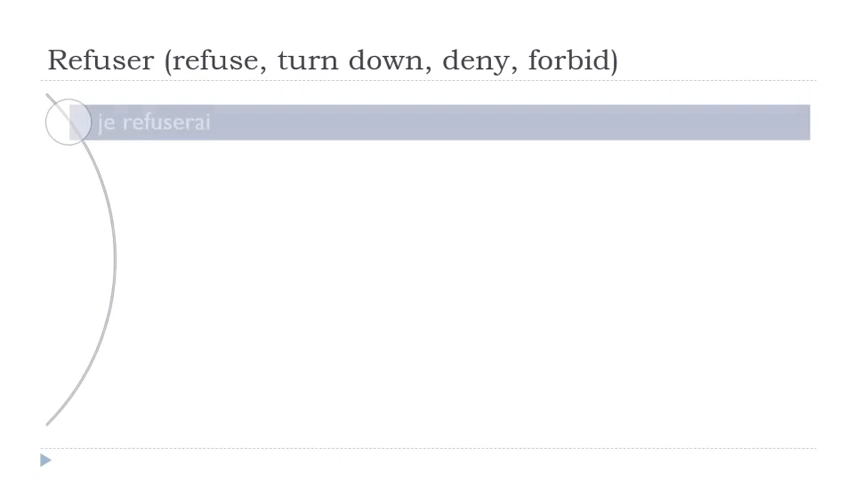 Refuser (refuse, turn down, deny, forbid)
je refuserai